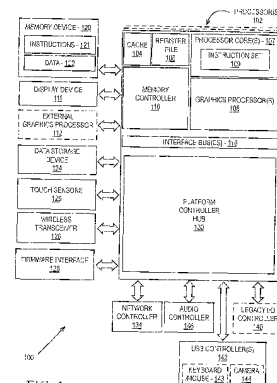 MEMORY DEVICE - 120
INSTRUCTIONS - 121
DATA - 122
DISPLAY DEVICE
111
EXTERNAL
GRAPHICS PROCESSOR
112
DATA STORAGE
DEVICE
124
TOUCH SENSORS
125
WIRELESS
TRANSCEIVER
126
FIRMWARE INTERFACE
128
100
PROCESSOR(S)
102
CACHE
104
REGISTER
FILE
106
PROCESSOR CORE(S) - 107
INSTRUCTION SET
109
MEMORY
CONTROLLER
116
GRAPHICS PROCESSOR(S)
108
INTERFACE BUS(ES) - 110
PLATFORM
CONTROLLER
HUB
130
NETWORK
CONTROLLER
134
AUDIO
CONTROLLER
146
LEGACY I/O
CONTROLLER
140
USB CONTROLLER(S)
142
KEYBOARD
/MOUSE - 143
CAMERA
144